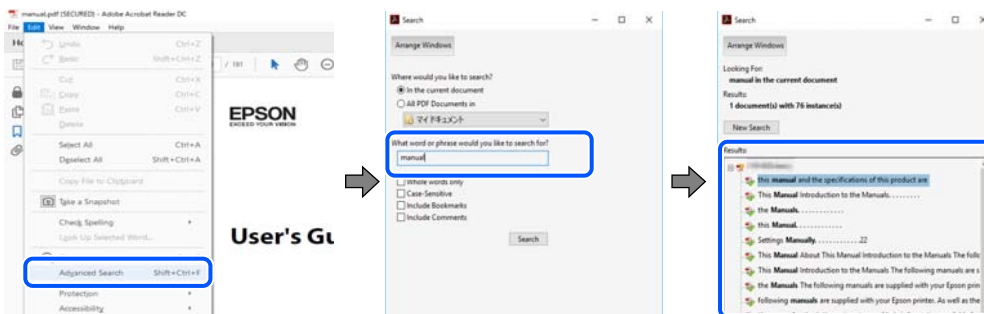 manual.pdf (SECURED) - Adobe Acrobat Reader DC
File Edit View Window Help
Undo Ctrl+Z
Redo Shift+Ctrl+Z
Cut Ctrl+X
Copy Ctrl+C
Paste Ctrl+V
Delete
Select All Ctrl+A
Deselect All Shift+Ctrl+A
Copy File to Clipboard
Take a Snapshot
Check Spelling
Look Up Selected Word...
Advanced Search Shift+Ctrl+F
Protection
Accessibility
/ 181
EPSON
EXCEED YOUR VISION
User's Gu
Search
Arrange Windows
Where would you like to search?
In the current document
All PDF Documents in
マイドキュメント
What word or phrase would you like to search for?
manual
Whole words only
Case-Sensitive
Include Bookmarks
Include Comments
Search
Search
Arrange Windows
Looking For:
manual in the current document
Results:
1 document(s) with 76 instance(s)
New Search
Results:
this manual and the specifications of this product are
This Manual Introduction to the Manuals. . . . . . . . .
the Manuals. . . . . . . . . . . . .
this Manual. . . . . . . . . . . . .
Settings Manually. . . . . . . . . . . .22
This Manual About This Manual Introduction to the Manuals The follo
This Manual Introduction to the Manuals The following manuals are s
the Manuals The following manuals are supplied with your Epson prin
following manuals are supplied with your Epson printer. As well as the